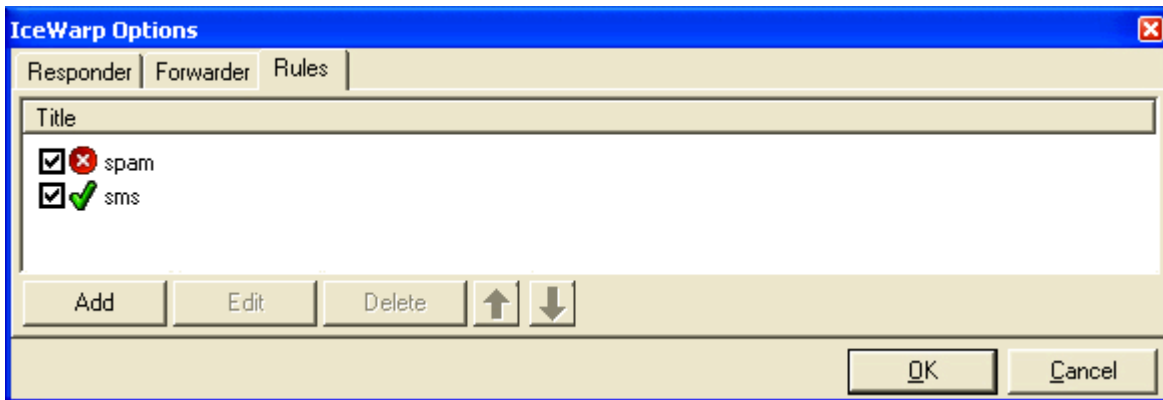 IceWarp Options
Responder Forwarder Rules
Title
spam
sms
Add Edit Delete
OK Cancel